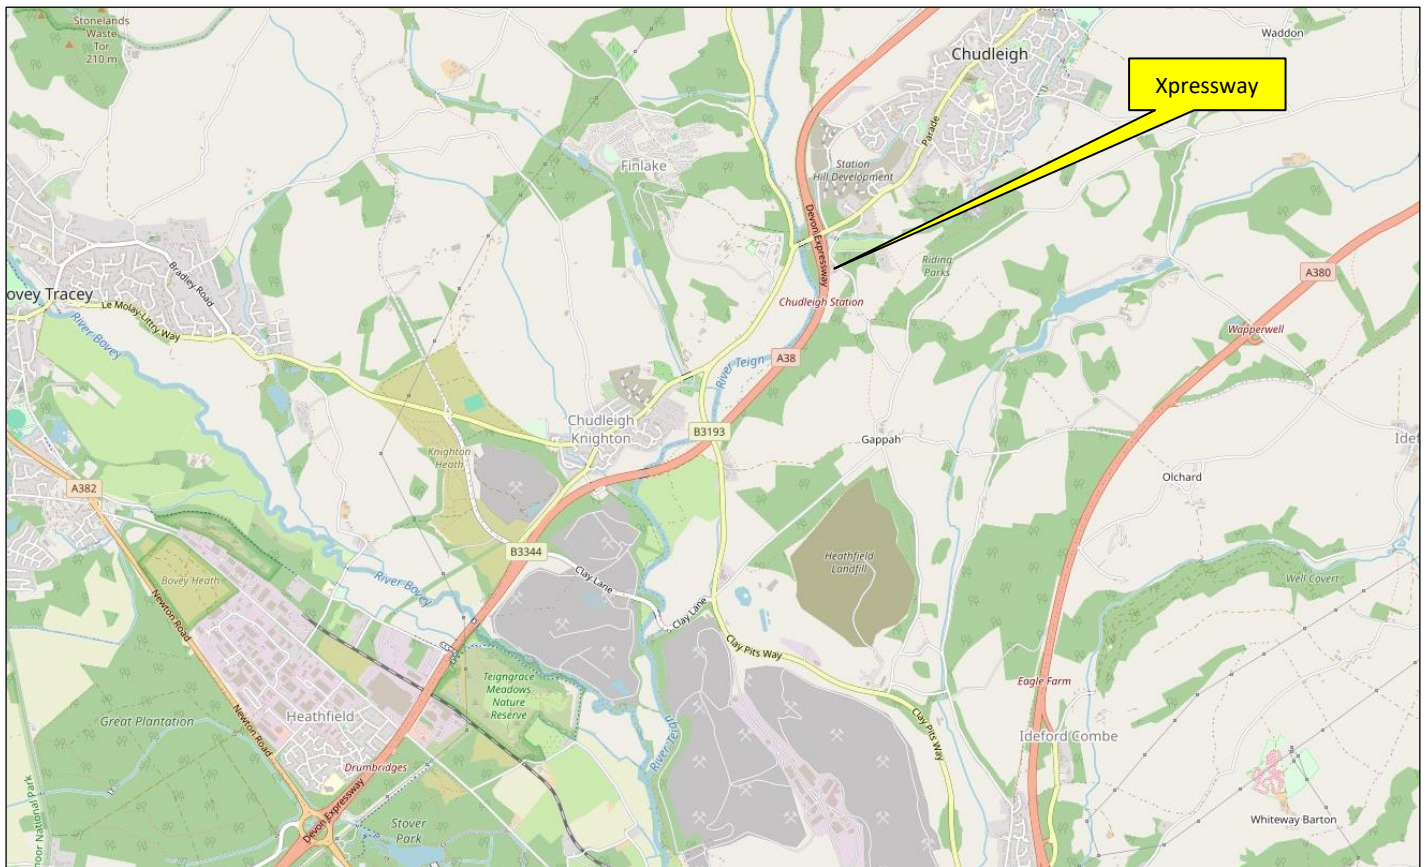 Stonelands
Waste
Tor
210 m
Chudleigh
Waddon
Xpressway
Parade
Finlake
Station
Hill Development
Devon Expressway
Riding
Parks
A380
Bradley Road
ovey Tracey
Le Molay-Littry Way
River Bovey
Chudleigh Station
Wapperwell
A38
River Teign
Chudleigh
Knighton
B3193
Gappah
Idef
Knighton
Heath
Olchard
A382
B3344
Heathfield
Landfill
Clay Lane
Well Covert
Bovey Heath
River Bovey
Newton Road
Clay Lane
Clay Pits Way
Teigngrace
Meadows
Nature
Reserve
Eagle Farm
Great Plantation
Heathfield
Newton Road
Clay Pits Way
Ideford Combe
Drumbridges
Devon Expressway
Stover
Park
moor National Park
Whiteway Barton